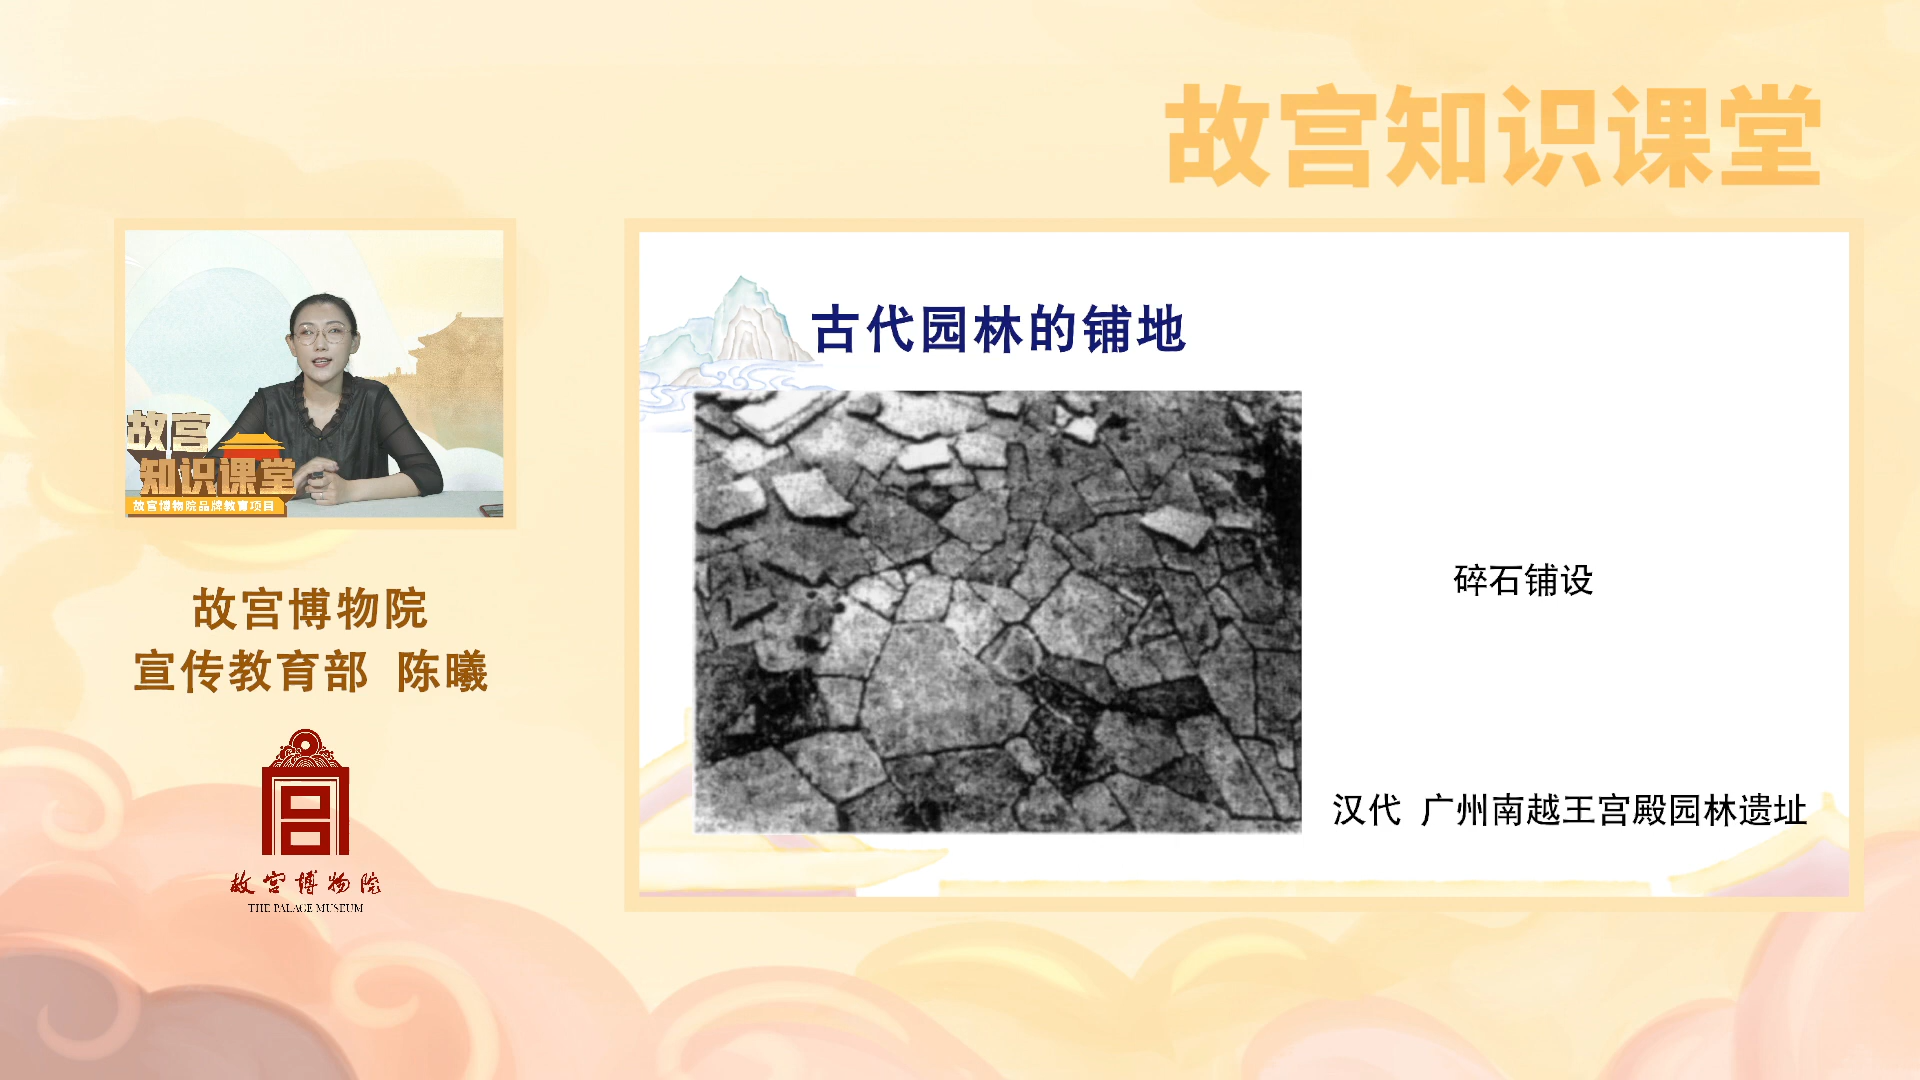 故宫知识课堂
故宫
知识课堂
故宫博物院品牌教育项目
故宫博物院
宣传教育部 陈曦
故宫博物院
THE PALACE MUSEUM
古代园林的铺地
碎石铺设
汉代 广州南越王宫殿园林遗址